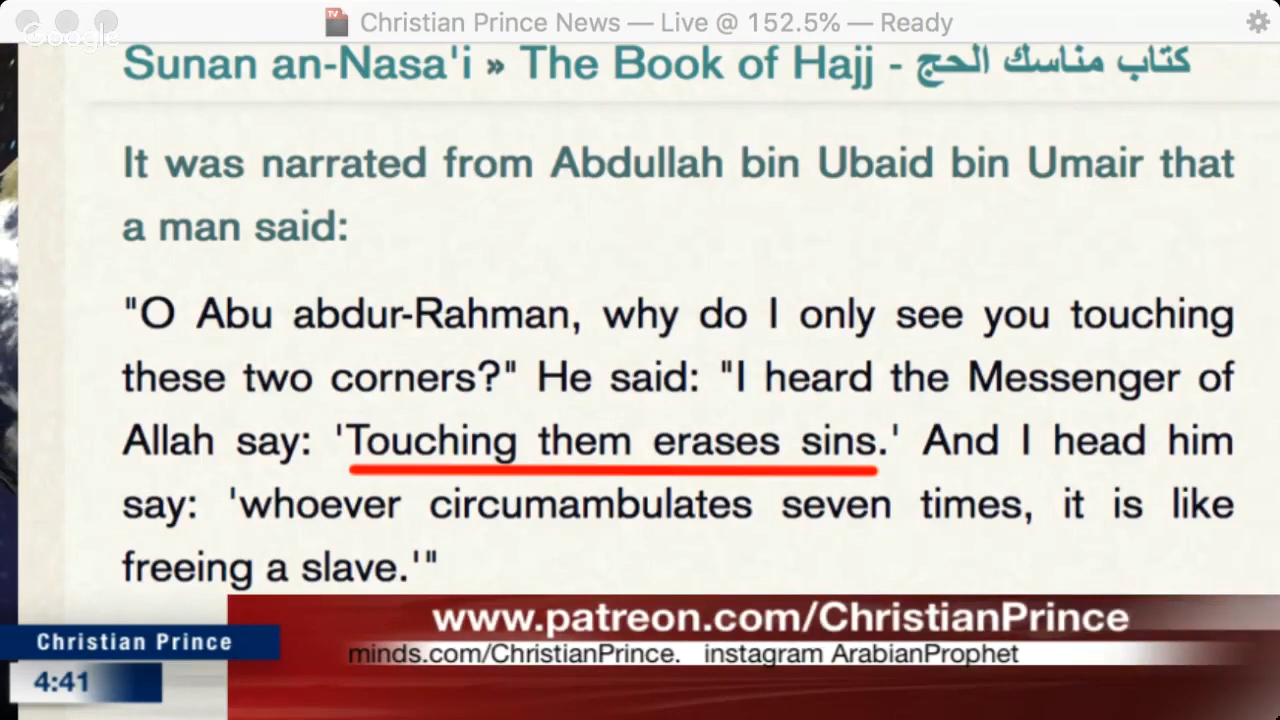 Google
Christian Prince News — Live @ 152.5% — Ready
TV
Sunan an-Nasa'i » The Book of Hajj - كتاب مناسك الحج
It was narrated from Abdullah bin Ubaid bin Umair that
a man said:
"O Abu abdur-Rahman, why do I only see you touching
these two corners?" He said: "I heard the Messenger of
Allah say: 'Touching them erases sins.' And I head him
say: 'whoever circumambulates seven times, it is like
freeing a slave.'"
www.patreon.com/ChristianPrince
minds.com/ChristianPrince. instagram ArabianProphet
Christian Prince
4:41